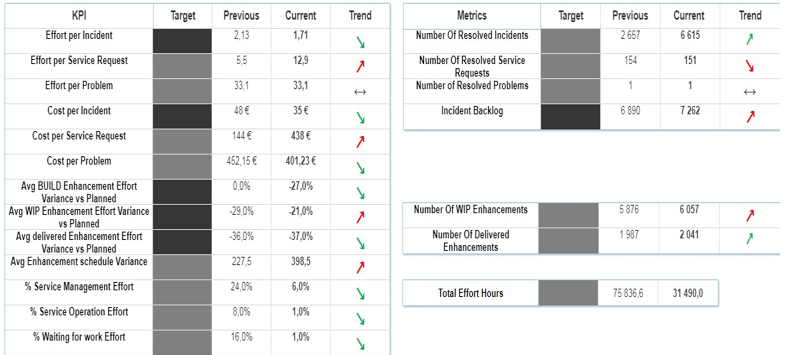 KPI Target Previous Current Trend
Effort per Incident 2,13 1,71
Effort per Service Request 5,5 12,9
Effort per Problem 33,1 33,1
Cost per Incident 48 € 35 €
Cost per Service Request 144 € 438 €
Cost per Problem 452,15 € 401,23 €
Avg BUILD Enhancement Effort
Variance vs Planned 0,0% -27,0%
Avg WIP Enhancement Effort Variance
vs Planned -29,0% -21,0%
Avg delivered Enhancement Effort
Variance vs Planned -36,0% -37,0%
Avg Enhancement schedule Variance 227,5 398,5
% Service Management Effort 24,0% 6,0%
% Service Operation Effort 8,0% 1,0%
% Waiting for work Effort 16,0% 1,0%
Metrics Target Previous Current Trend
Number Of Resolved Incidents 2 657 6 615
Number Of Resolved Service
Requests 154 151
Number of Resolved Problems 1 1
Incident Backlog 6 890 7 262
Number Of WIP Enhancements 5 876 6 057
Number Of Delivered
Enhancements 1 987 2 041
Total Effort Hours 75 836,6 31 490,0